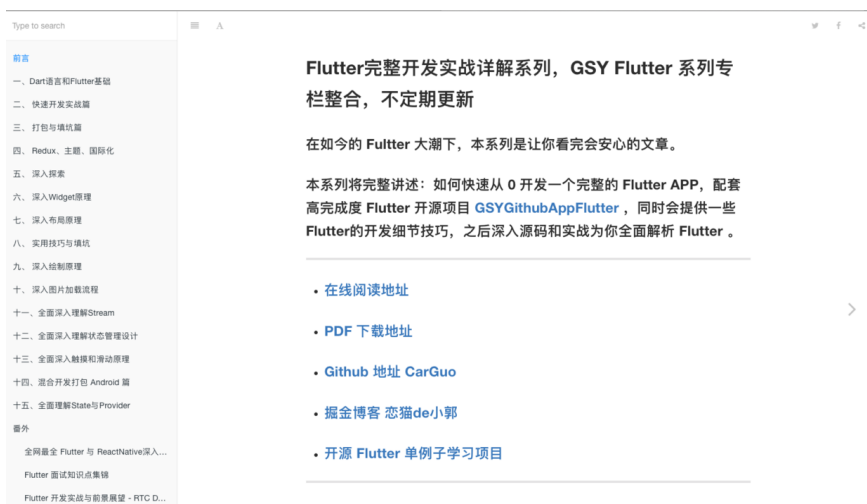 Type to search
前言
一、Dart语言和Flutter基础
二、 快速开发实战篇
三、 打包与填坑篇
四、 Redux、主题、国际化
五、 深入探索
六、 深入Widget原理
七、 深入布局原理
八、 实用技巧与填坑
九、 深入绘制原理
十、 深入图片加载流程
十一、全面深入理解Stream
十二、全面深入理解状态管理设计
十三、全面深入触摸和滑动原理
十四、混合开发打包 Android 篇
十五、全面理解State与Provider
番外
全网最全 Flutter 与 ReactNative深入...
Flutter 面试知识点集锦
Flutter 开发实战与前景展望 - RTC D...
A
Flutter完整开发实战详解系列，GSY Flutter 系列专
栏整合，不定期更新
在如今的 Fultter 大潮下，本系列是让你看完会安心的文章。
本系列将完整讲述：如何快速从 0 开发一个完整的 Flutter APP，配套
高完成度 Flutter 开源项目 GSYGithubAppFlutter ，同时会提供一些
Flutter的开发细节技巧，之后深入源码和实战为你全面解析 Flutter 。
• 在线阅读地址
• PDF 下载地址
• Github 地址 CarGuo
• 掘金博客 恋猫de小郭
• 开源 Flutter 单例子学习项目